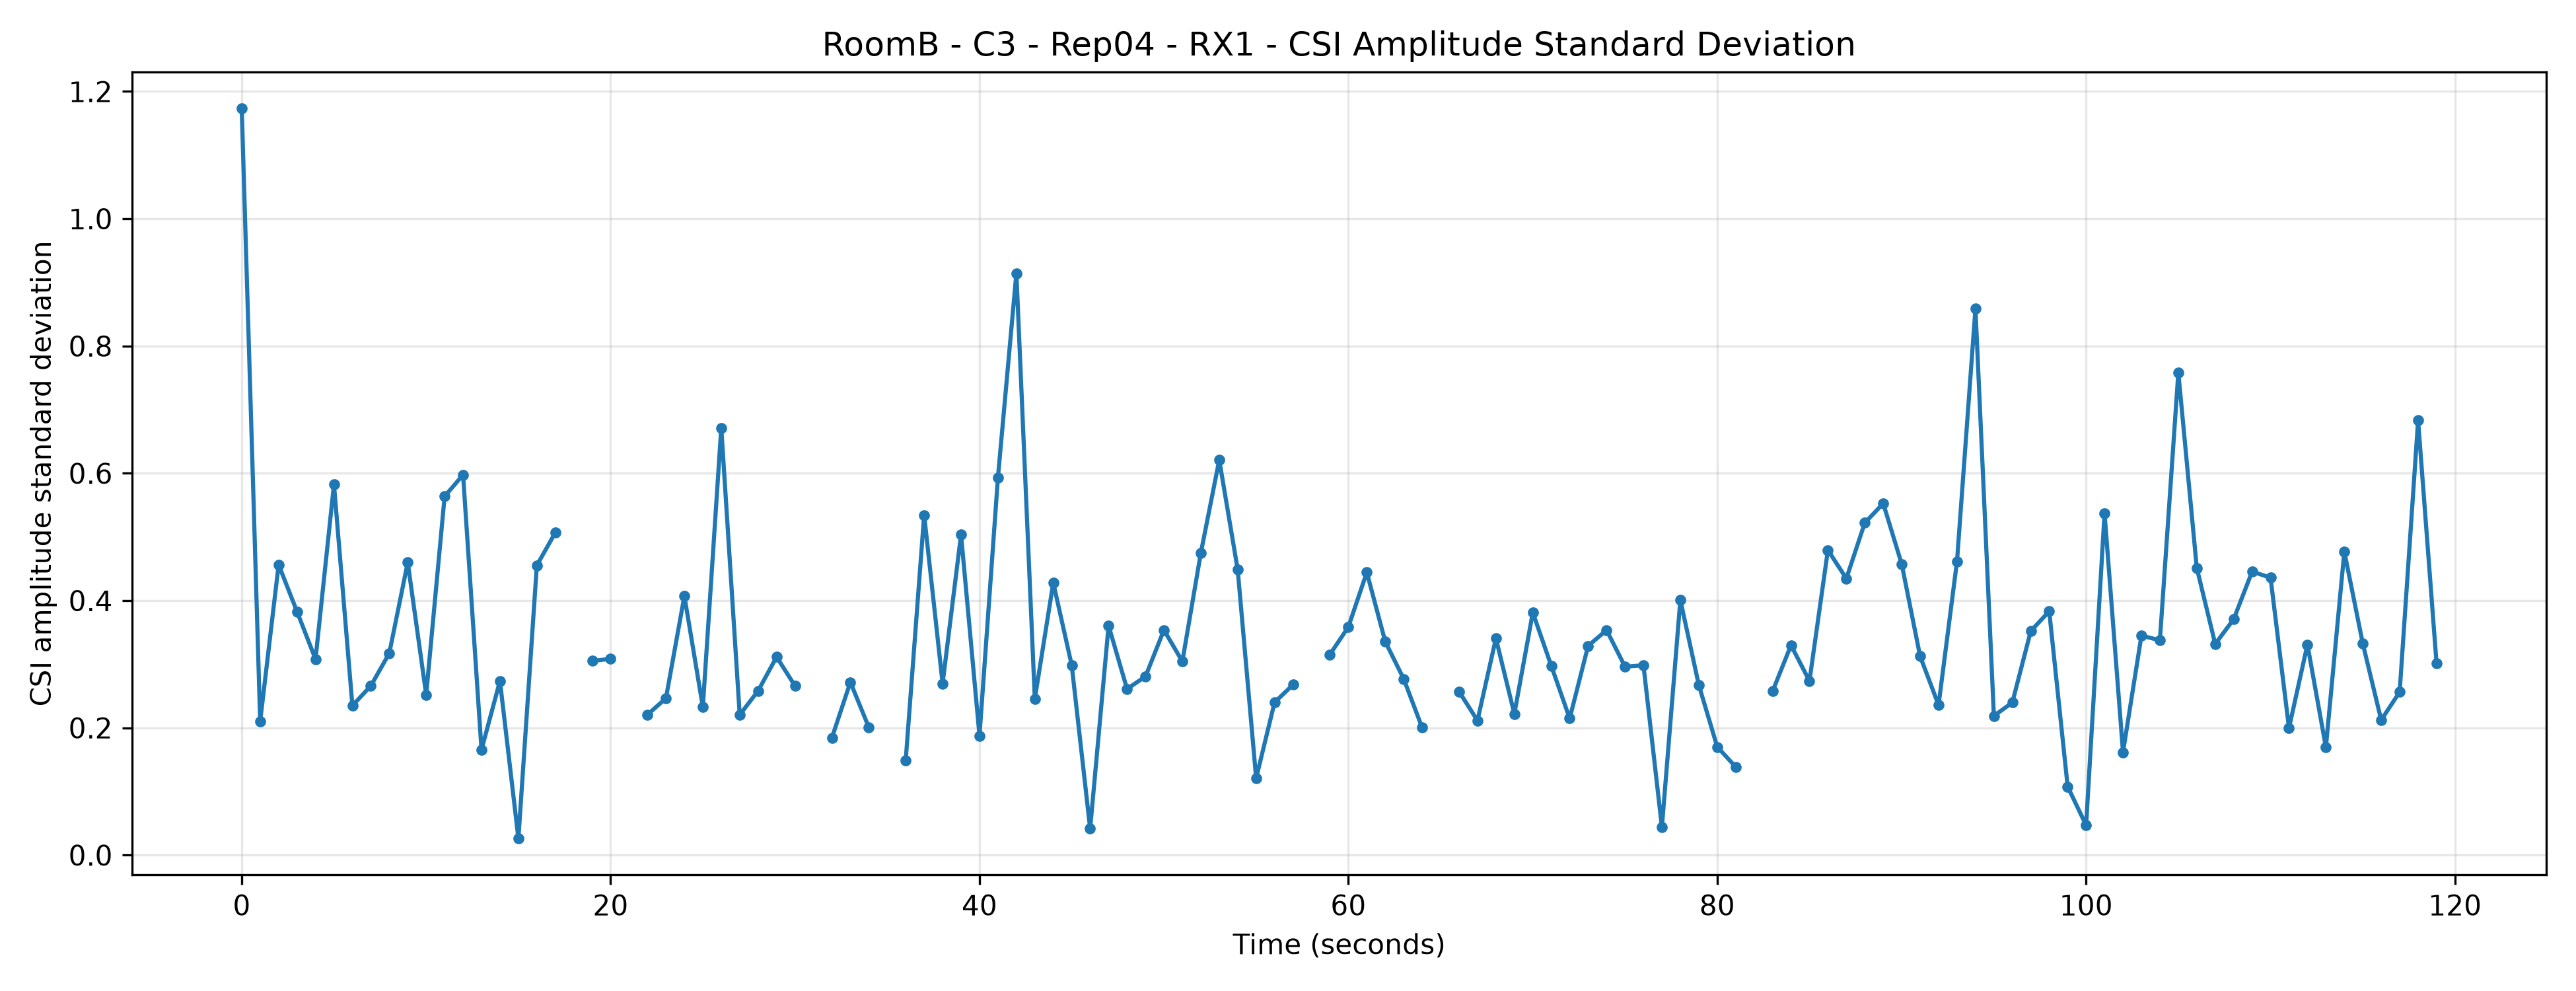 RoomB - C3 - Rep04 - RX1 - CSI Amplitude Standard Deviation
CSI amplitude standard deviation
1.2
1.0
0.8
0.6
0.4
0.2
0.0
0 20 40 60 80 100 120
Time (seconds)